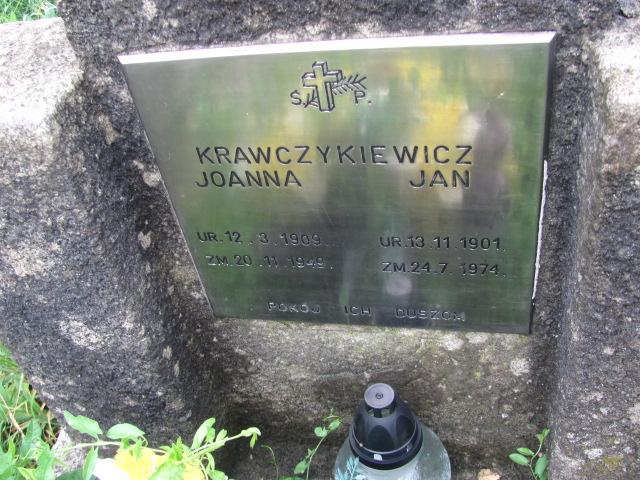 S. P.
KRAWCZYKIEWICZ
JOANNA JAN
UR. 12.3.1909. UR. 13.11.1901.
ZM. 20.11.1949. ZM. 24.7.1974.
POKÓJ ICH DUSZOM